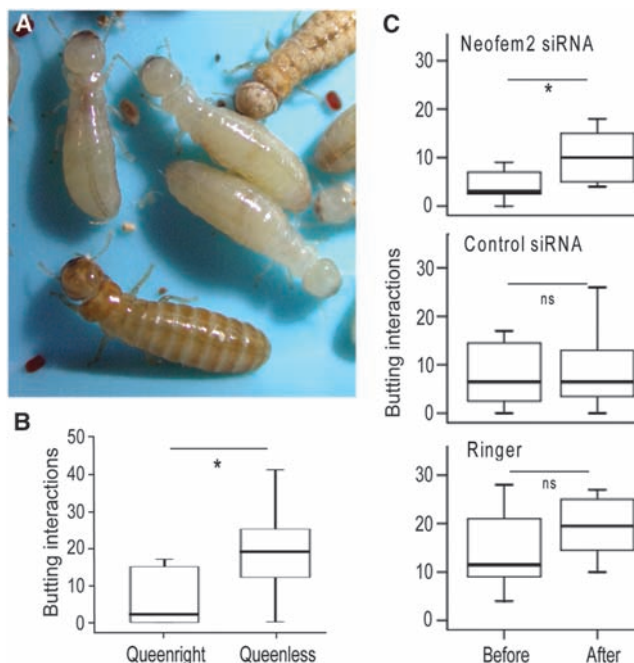 A
B
Butting interactions
50
40
30
20
10
0
*
Queenright Queenless
C
Neofem2 siRNA
30
20
10
0
*
Control siRNA
30
20
10
0
ns
Butting interactions
Ringer
30
20
10
0
ns
Before After